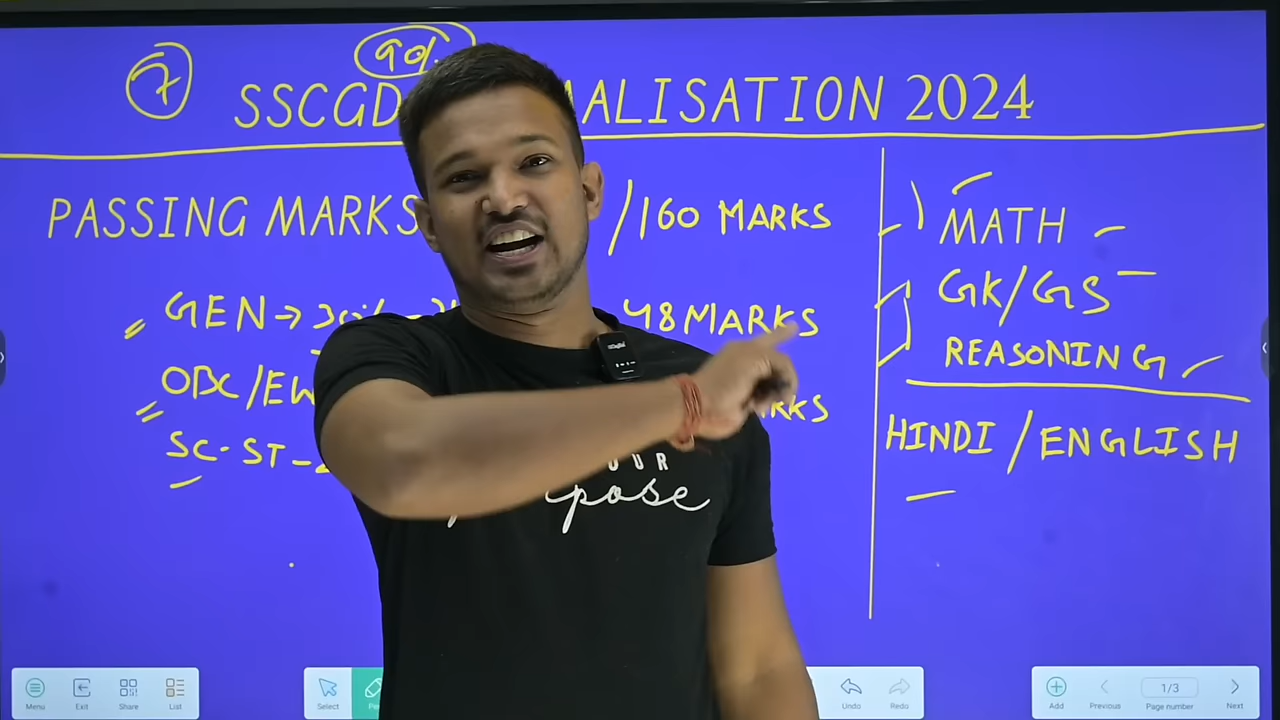 7 90%
SSCGD ALISATION 2024
PASSING MARKS /160 MARKS
GEN → 30% 48 MARKS
OBC/EW
SC-ST-
1) MATH
GK/GS
REASONING
HINDI/ENGLISH
OUR
pose
Menu Exit Share List Select Undo Redo Add Previous 1/3 Page number Next